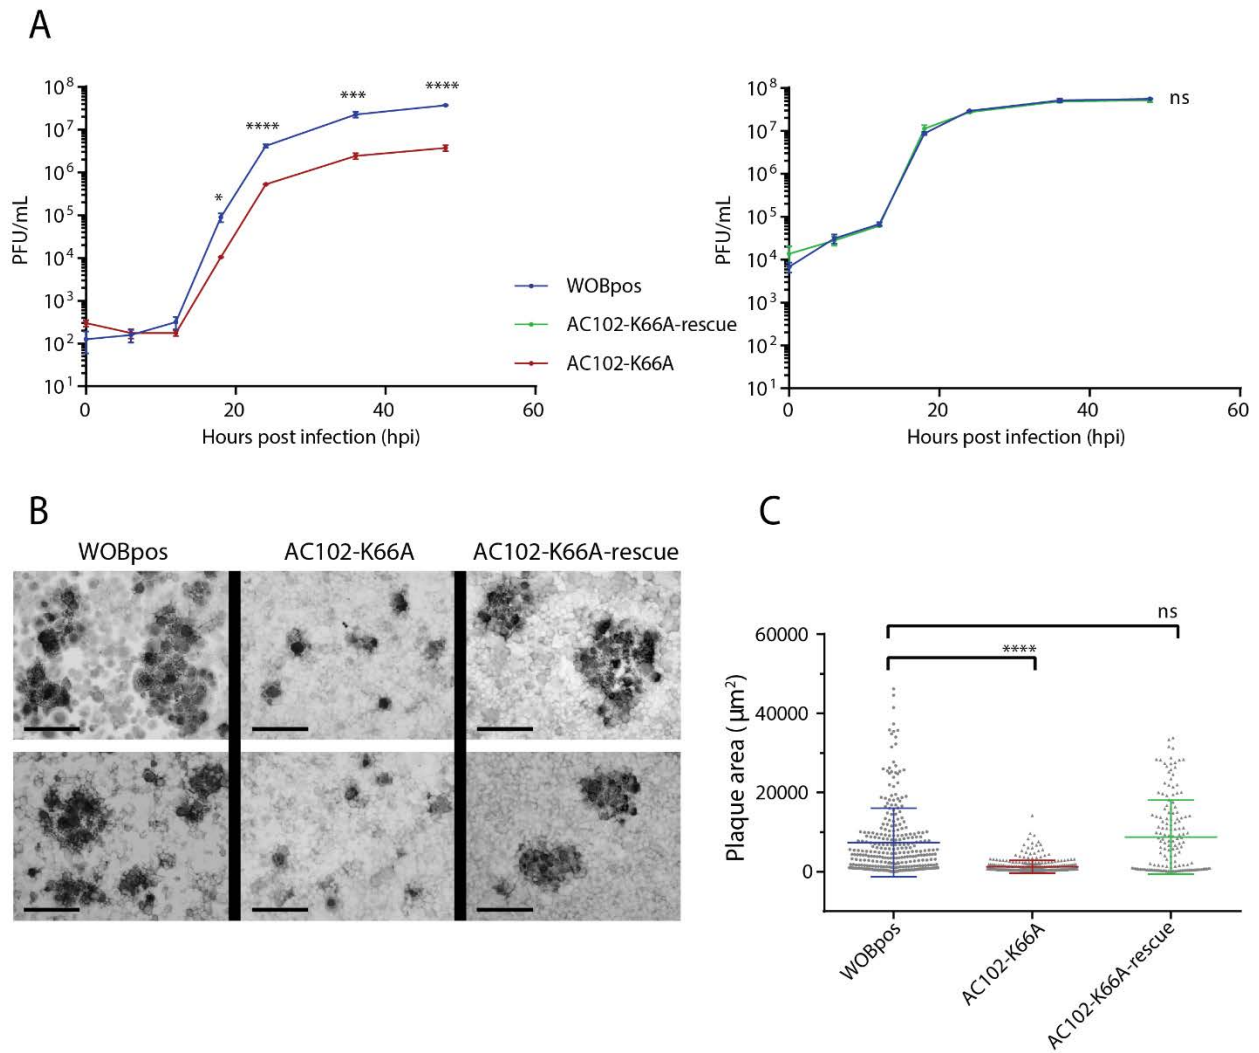 A
10⁸
10⁷
10⁶
10⁵
10⁴
10³
10²
10¹
PFU/mL
*
****
***
****
0
20
40
60
Hours post infection (hpi)
WOBpos
AC102-K66A-rescue
AC102-K66A
10⁸
10⁷
10⁶
10⁵
10⁴
10³
10²
10¹
PFU/mL
ns
0
20
40
60
Hours post infection (hpi)
B
WOBpos
AC102-K66A
AC102-K66A-rescue
C
ns
****
60000
40000
20000
0
Plaque area ( µm²)
WOBpos
AC102-K66A
AC102-K66A-rescue